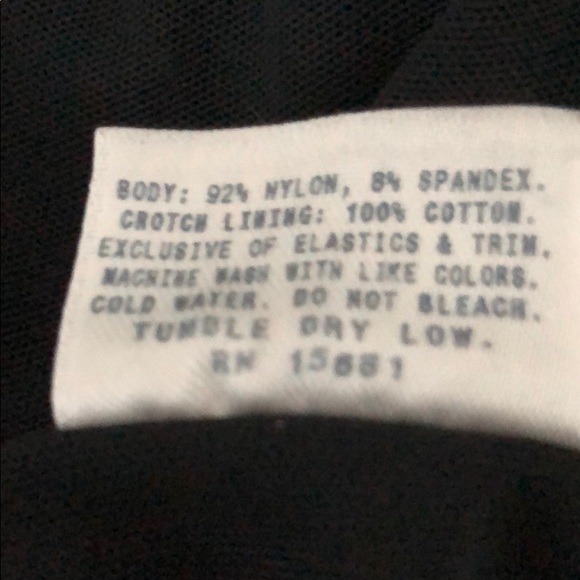 BODY: 92% NYLON, 8% SPANDEX.
CROTCH LINING: 100% COTTON.
EXCLUSIVE OF ELASTICS & TRIM.
MACHINE WASH WITH LIKE COLORS.
COLD WATER. DO NOT BLEACH.
TUMBLE DRY LOW.
RN